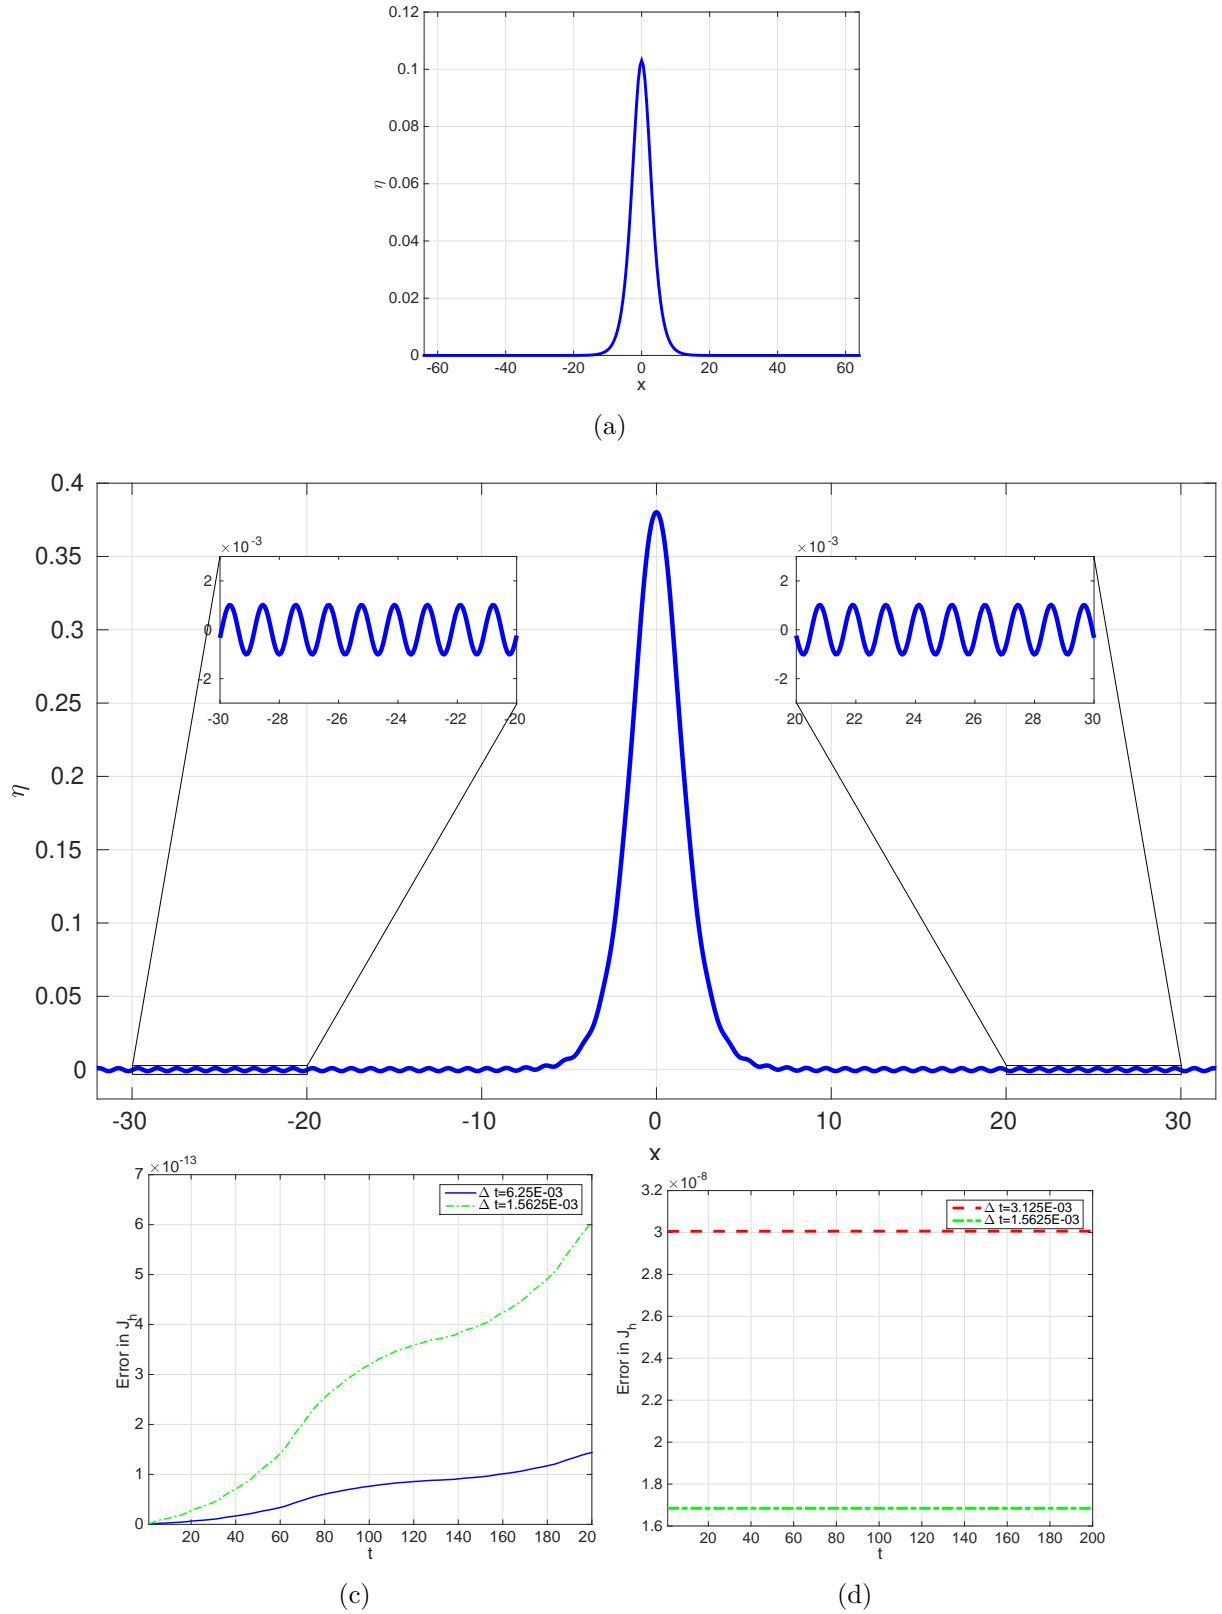 0.12
0.1
0.08
0.06
η
0.04
0.02
0
-60 -40 -20 0 20 40 60
x
(a)
0.4
0.35
0.3
0.25
0.2
η
0.15
0.1
0.05
0
×10⁻³
2
0
-2
-30 -28 -26 -24 -22 -20
×10⁻³
2
0
-2
20 22 24 26 28 30
-30 -20 -10 0 10 20 30
x
×10⁻¹³
7
6
5
4
3
2
1
0
Error in J_h
Δ t=6.25E-03
Δ t=1.5625E-03
20 40 60 80 100 120 140 160 180 200
t
(c)
×10⁻⁸
3.2
3
2.8
2.6
2.4
2.2
2
1.8
1.6
Error in J_h
Δ t=3.125E-03
Δ t=1.5625E-03
20 40 60 80 100 120 140 160 180 200
t
(d)